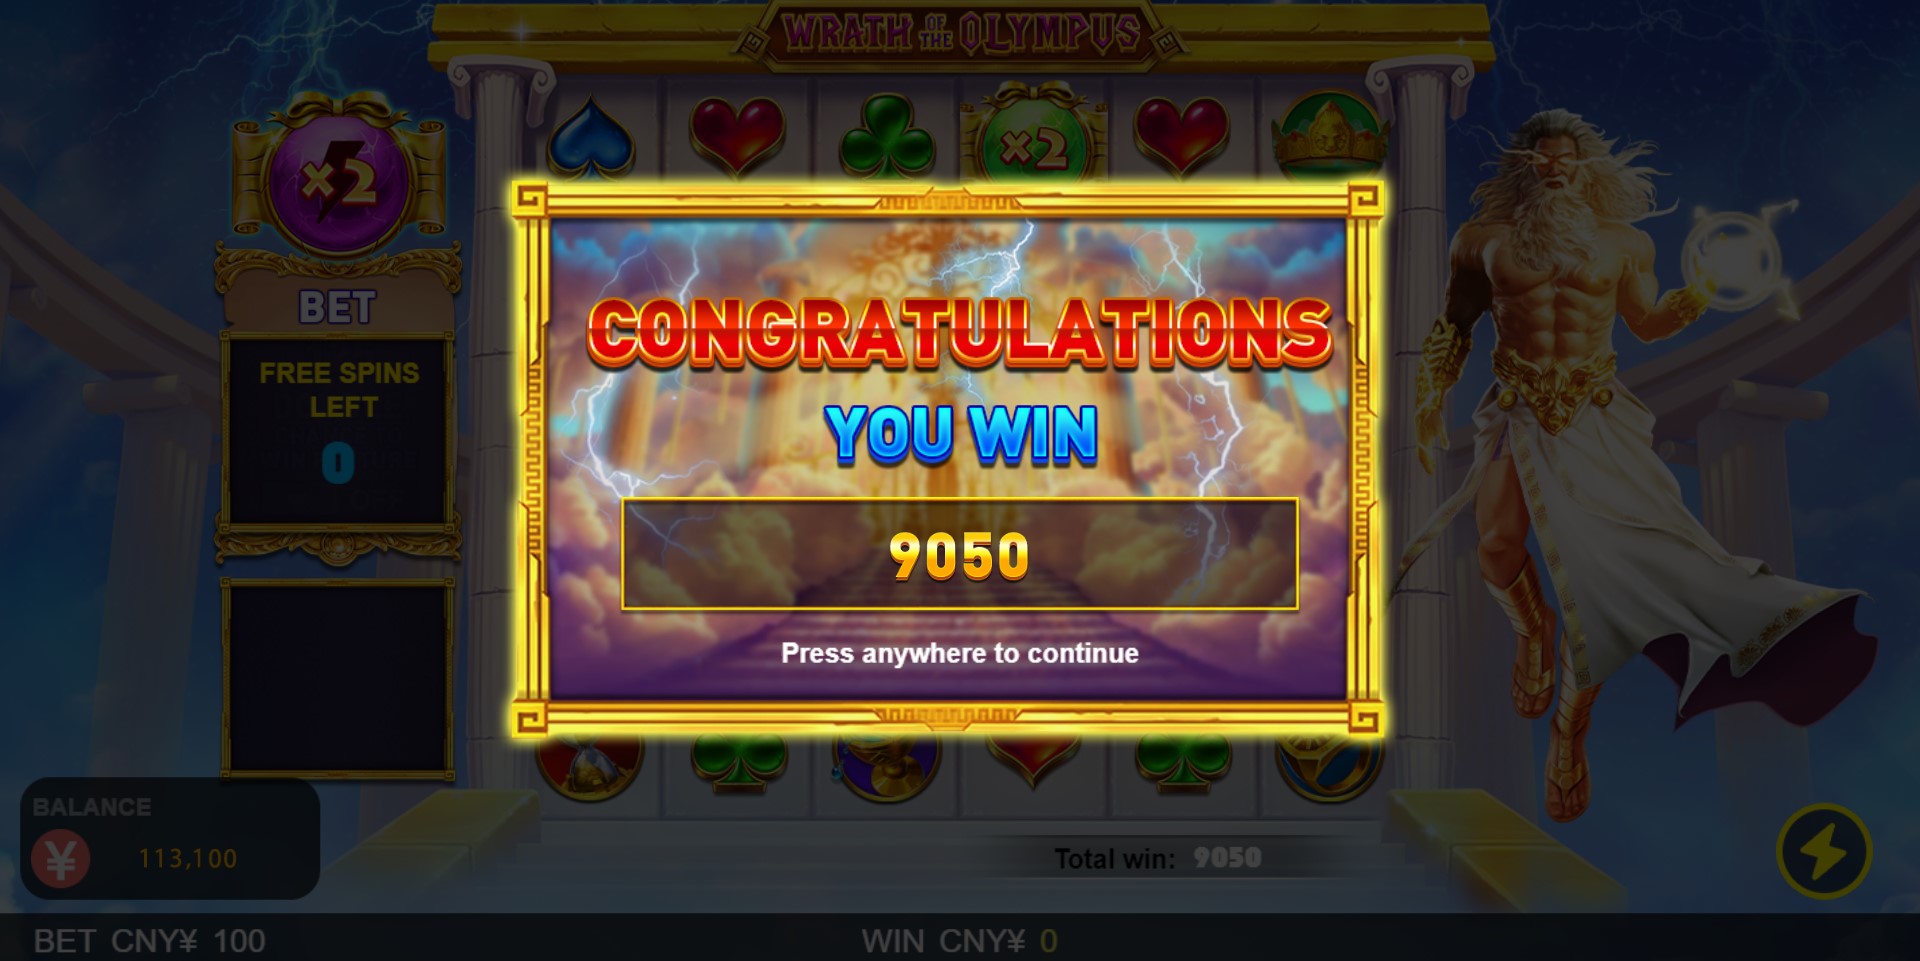 WRATH OF THE OLYMPUS
×2
×2
BET
FREE SPINS
LEFT
0
CONGRATULATIONS
YOU WIN
9050
Press anywhere to continue
BALANCE
¥ 113,100
Total win: 9050
BET CNY¥ 100
WIN CNY¥ 0